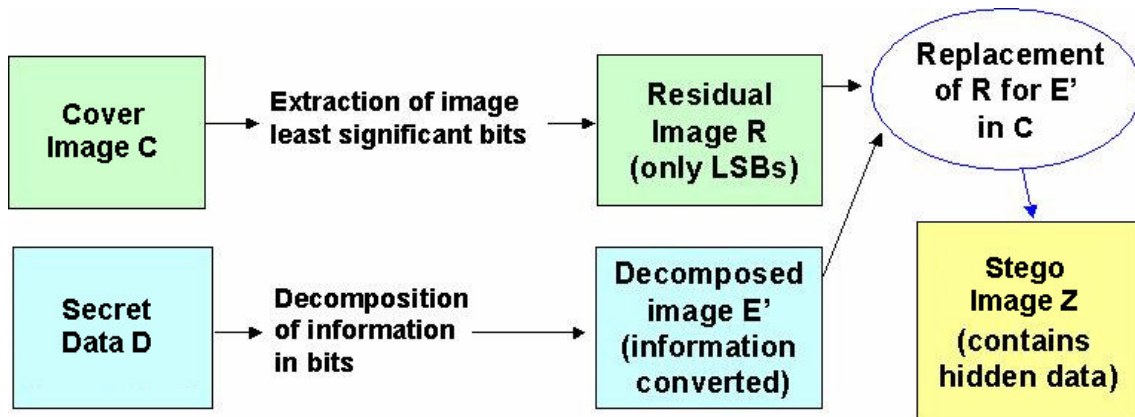 Cover
Image C
Extraction of image
least significant bits
Residual
Image R
(only LSBs)
Replacement
of R for E’
in C
Secret
Data D
Decomposition
of information
in bits
Decomposed
image E’
(information
converted)
Stego
Image Z
(contains
hidden data)